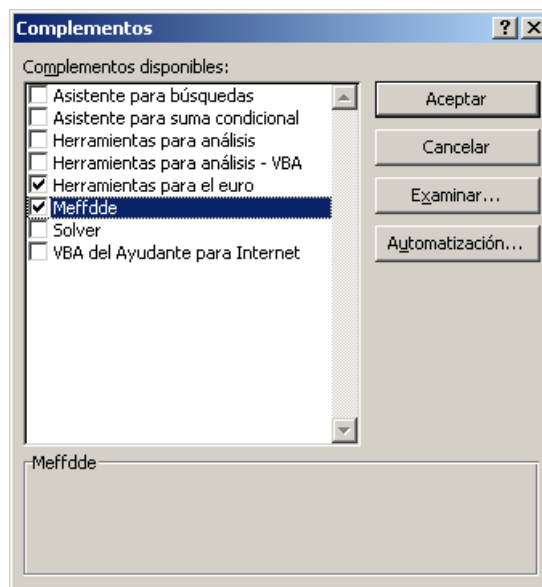 Complementos
Complementos disponibles:
Asistente para búsquedas
Asistente para suma condicional
Herramientas para análisis
Herramientas para análisis - VBA
Herramientas para el euro
Meffdde
Solver
VBA del Ayudante para Internet
Aceptar
Cancelar
Examinar...
Automatización...
Meffdde